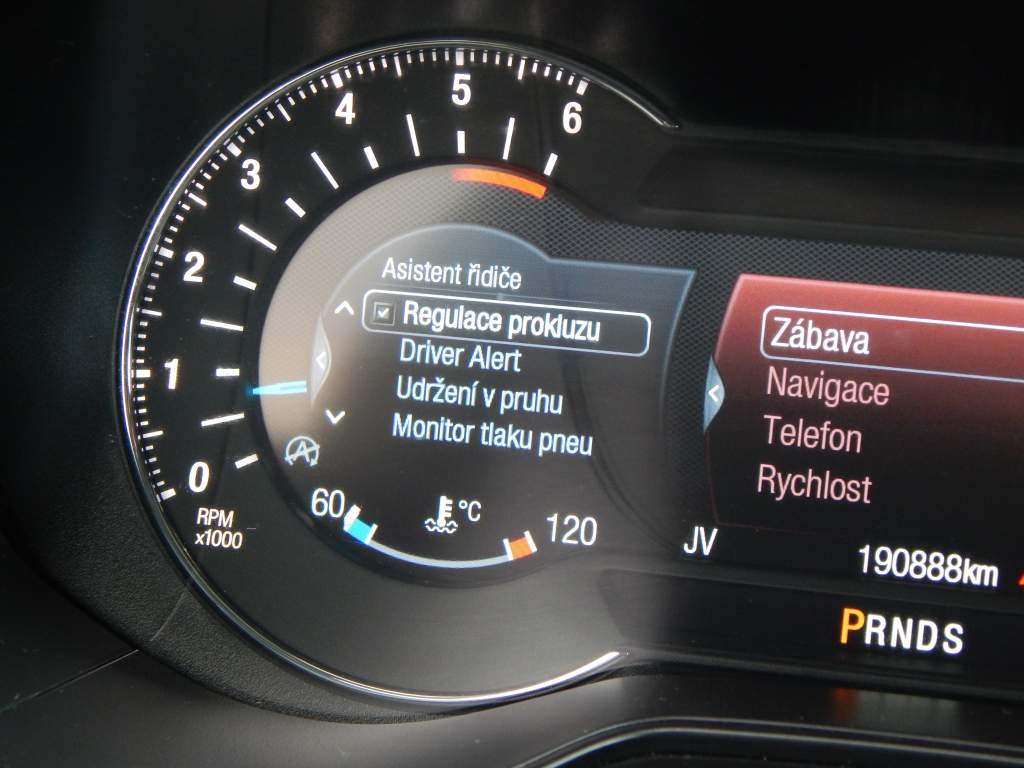 5
4
6
3
2
1
0
RPM
x1000
Asistent řidiče
Regulace prokluzu
Driver Alert
Udržení v pruhu
Monitor tlaku pneu
A
60
°C
120
Zábava
Navigace
Telefon
Rychlost
JV
190888km
PRNDS